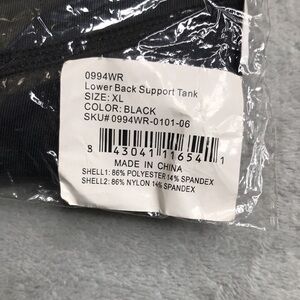 0994WR
Lower Back Support Tank
SIZE: XL
COLOR: BLACK
SKU# 0994WR-0101-06
8 43041 11654 1
MADE IN CHINA
SHELL1: 86% POLYESTER 14% SPANDEX
SHELL2: 86% NYLON 14% SPANDEX